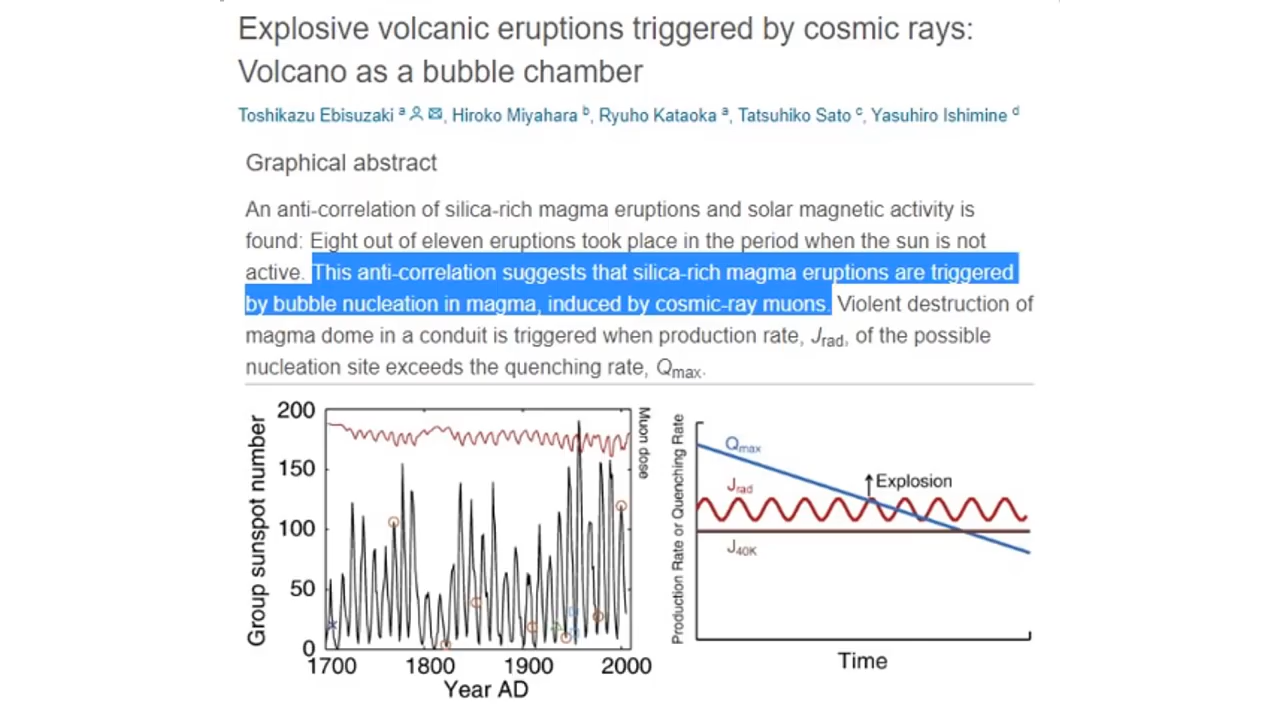 Explosive volcanic eruptions triggered by cosmic rays:
Volcano as a bubble chamber
Toshikazu Ebisuzaki a, Hiroko Miyahara b, Ryuho Kataoka a, Tatsuhiko Sato c, Yasuhiro Ishimine d
Graphical abstract
An anti-correlation of silica-rich magma eruptions and solar magnetic activity is
found: Eight out of eleven eruptions took place in the period when the sun is not
active. This anti-correlation suggests that silica-rich magma eruptions are triggered
by bubble nucleation in magma, induced by cosmic-ray muons. Violent destruction of
magma dome in a conduit is triggered when production rate, Jrad, of the possible
nucleation site exceeds the quenching rate, Qmax.
Group sunspot number
200
150
100
50
0
1700 1800 1900 2000
Year AD
Muon dose
Production Rate or Quenching Rate
Qmax
Jrad
Explosion
J40K
Time